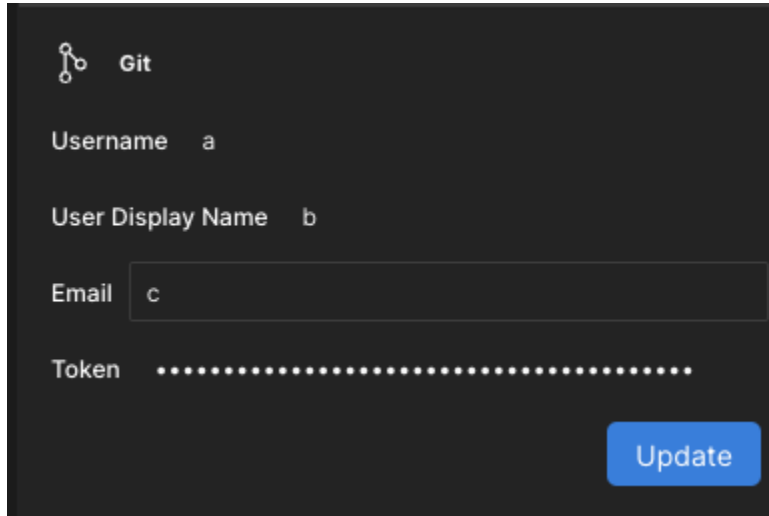 Git
Username a
User Display Name b
Email c
Token ••••••••••••••••••••••••••••••••••••••••
Update